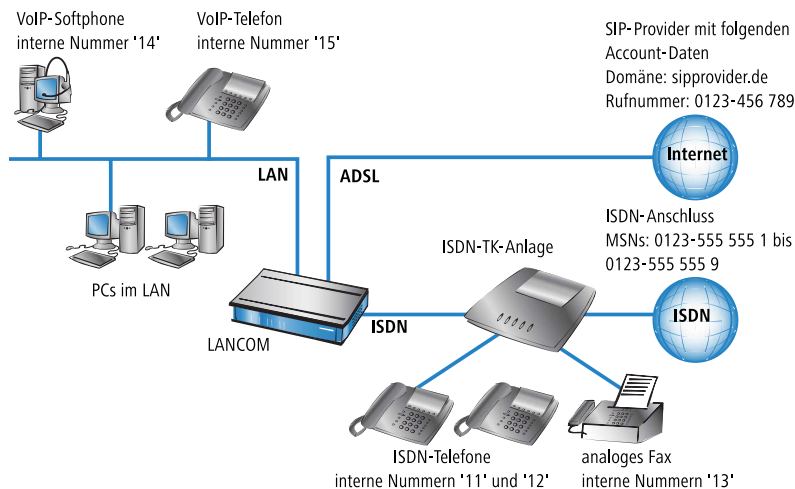 VoIP-Softphone
interne Nummer '14'
VoIP-Telefon
interne Nummer '15'
SIP-Provider mit folgenden
Account-Daten
Domäne: sipprovider.de
Rufnummer: 0123-456 789
LAN
ADSL
Internet
PCs im LAN
ISDN-TK-Anlage
ISDN-Anschluss
MSNs: 0123-555 555 1 bis
0123-555 555 9
LANCOM
ISDN
ISDN
ISDN-Telefone
interne Nummern '11' und '12'
analoges Fax
interne Nummern '13'